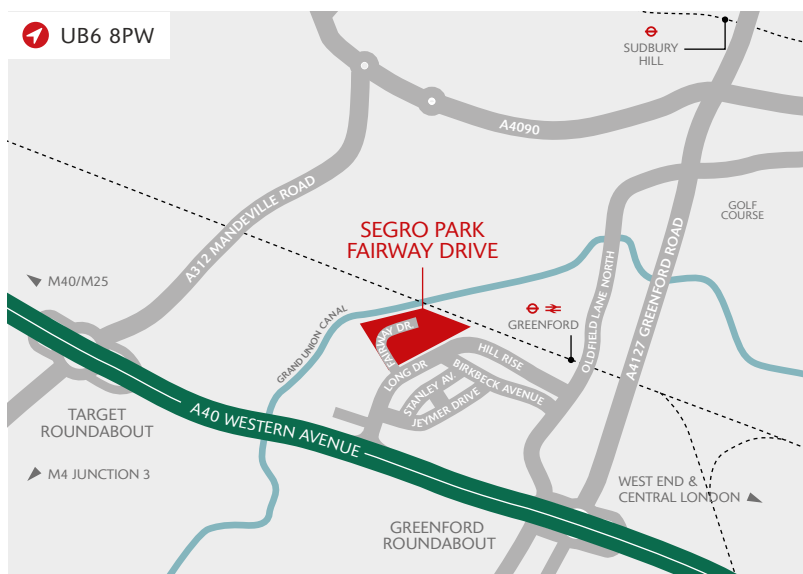 UB6 8PW
SUDBURY
HILL
A4090
A312 MANDEVILLE ROAD
GOLF
COURSE
SEGRO PARK
FAIRWAY DRIVE
M40/M25
GRAND UNION CANAL
FAIRWAY DR
GREENFORD
OLDFIELD LANE NORTH
A4127 GREENFORD ROAD
LONG DR
HILL RISE
STANLEY AV.
BIRKBECK AVENUE
JEYMER DRIVE
TARGET
ROUNDABOUT
A40 WESTERN AVENUE
M4 JUNCTION 3
WEST END &
CENTRAL LONDON
GREENFORD
ROUNDABOUT